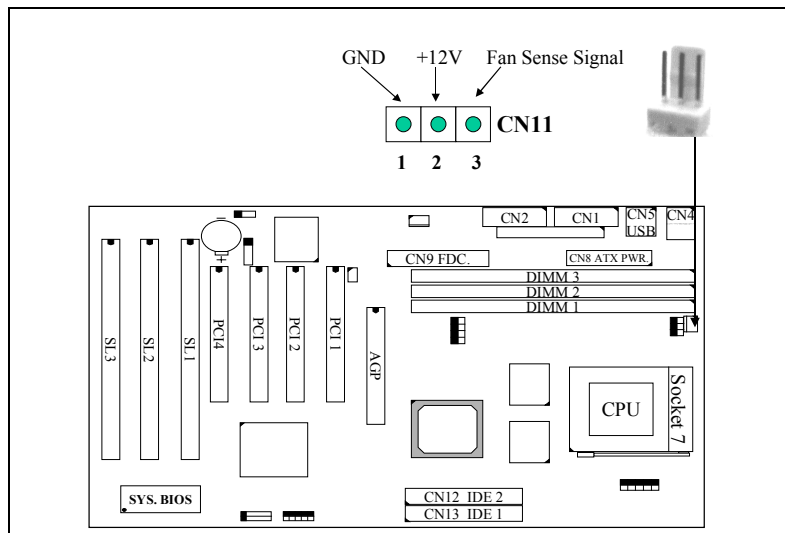 GND +12V Fan Sense Signal
CN11
1 2 3
CN2 CN1 CN5 USB CN4
CN9 FDC. CN8 ATX PWR.
DIMM 3
DIMM 2
DIMM 1
SL3 SL2 SL1 PCI4 PCI 3 PCI 2 PCI 1 AGP
CPU Socket 7
SYS. BIOS
CN12 IDE 2
CN13 IDE 1